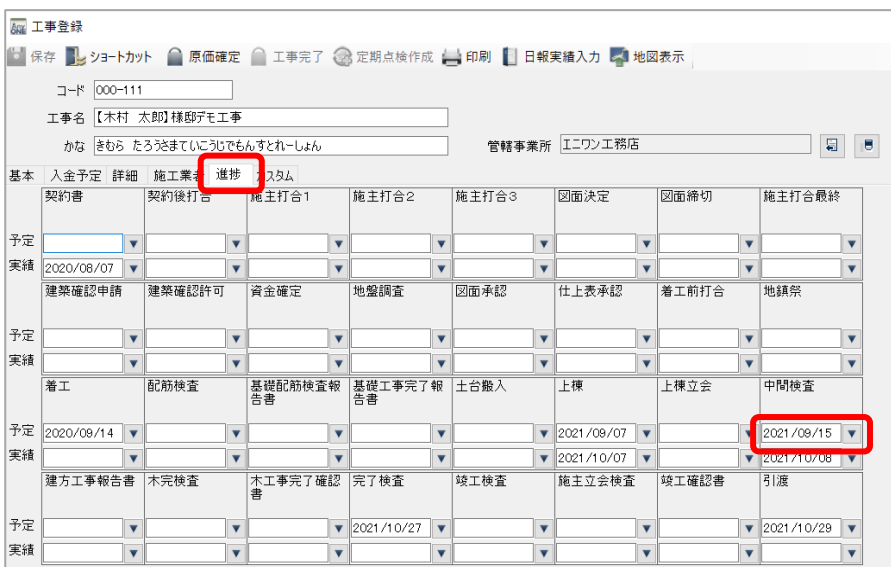 工事登録
保存 ショートカット 原価確定 工事完了 定期点検作成 印刷 日報実績入力 地図表示
コード 000-111
工事名 【木村 太郎】様邸デモ工事
かな きむら たろうさまていこうじでもんすとれーしょん 管轄事業所 エニワン工務店
基本 入金予定 詳細 施工業者 進捗 カスタム
契約書 契約後打合 施主打合1 施主打合2 施主打合3 図面決定 図面締切 施主打合最終
予定
実績 2020/08/07
建築確認申請 建築確認許可 資金確定 地盤調査 図面承認 仕上表承認 着工前打合 地鎮祭
予定
実績
着工 配筋検査 基礎配筋検査報告書 基礎工事完了報告書 土台搬入 上棟 上棟立会 中間検査
予定 2020/09/14 2021/09/07 2021/09/15
実績 2021/10/07 2021/10/08
建方工事報告書 木完検査 木工事完了確認書 完了検査 竣工検査 施主立会検査 竣工確認書 引渡
予定 2021/10/27 2021/10/29
実績